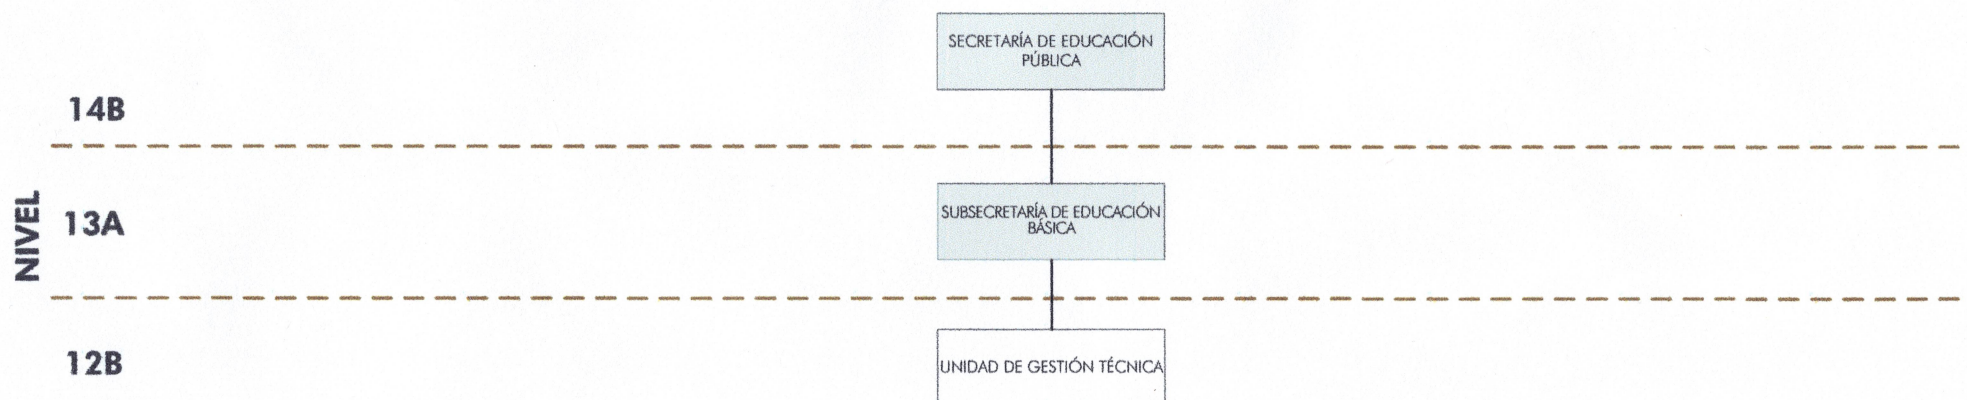 SECRETARÍA DE EDUCACIÓN
PÚBLICA
14B
NIVEL
13A
SUBSECRETARÍA DE EDUCACIÓN
BÁSICA
12B
UNIDAD DE GESTIÓN TÉCNICA